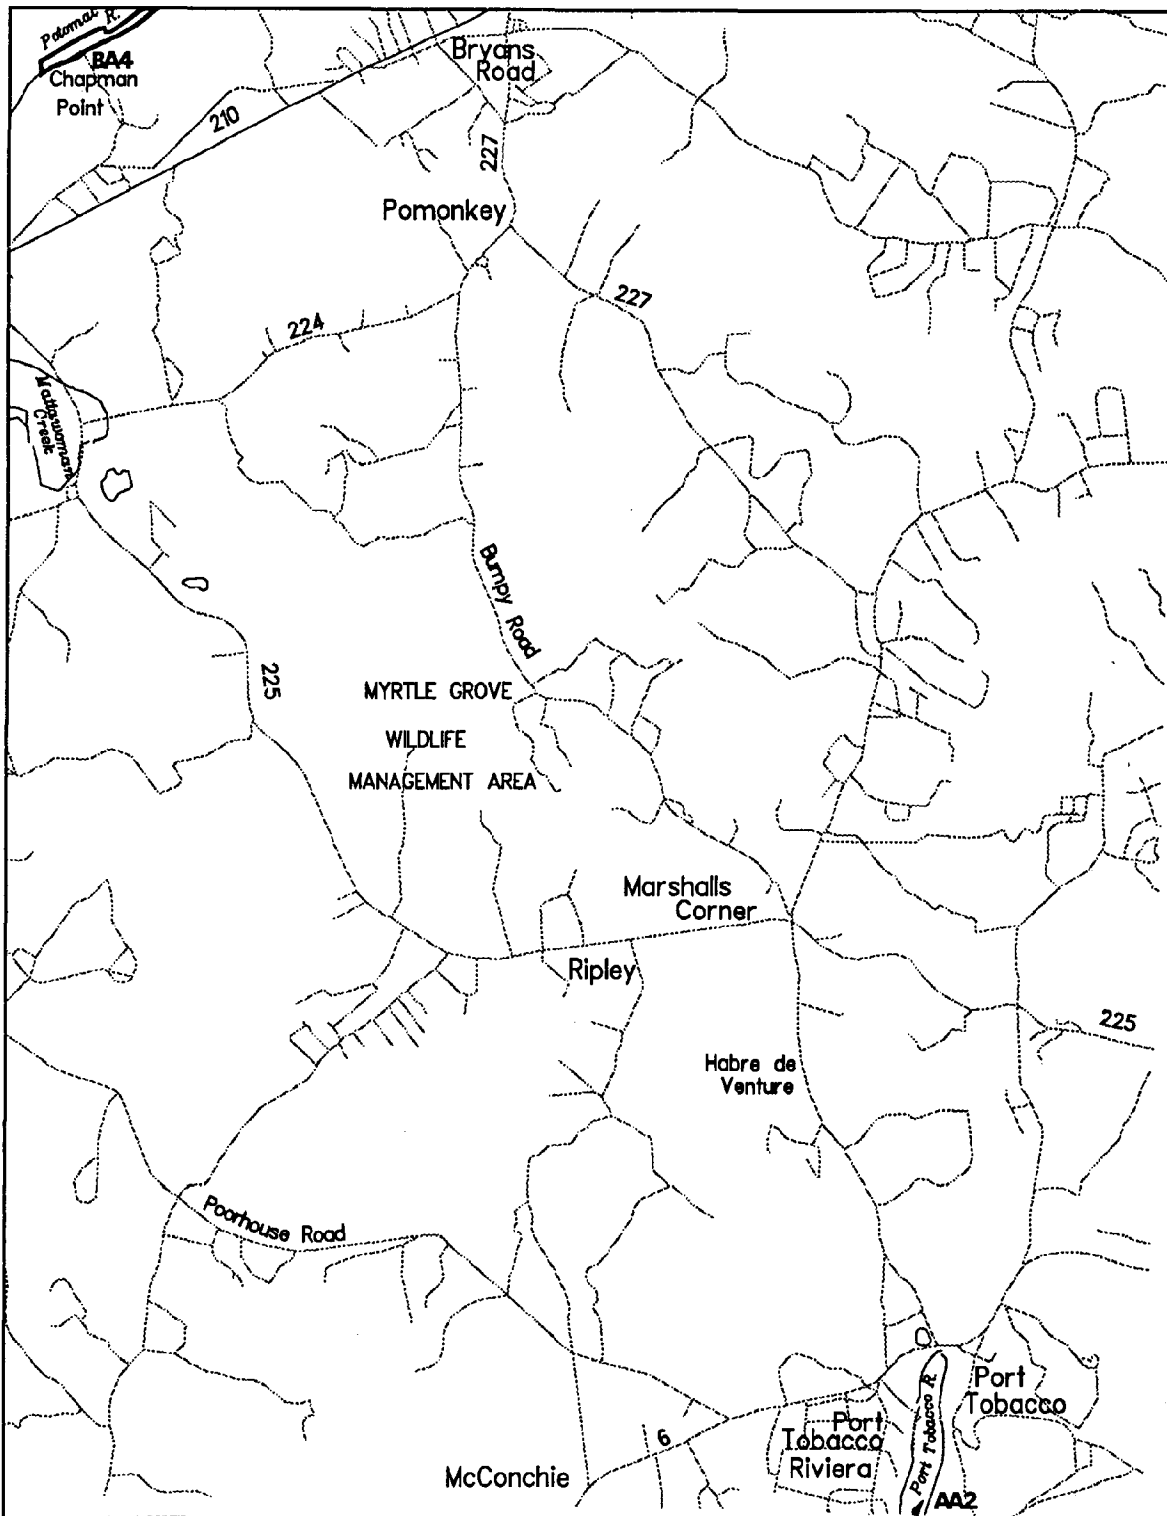 Potomac
R.
BA4
Chapman
Point
Bryans
Road
210
227
Pomonkey
227
224
Mattawoman
Creek
Bumpy Road
225
MYRTLE GROVE
WILDLIFE
MANAGEMENT AREA
Marshalls
Corner
Ripley
225
Habre de
Venture
Poorhouse Road
Port
Tobacco
Port Tobacco R.
Port
Tobacco
Riviera
6
McConchie
AA2